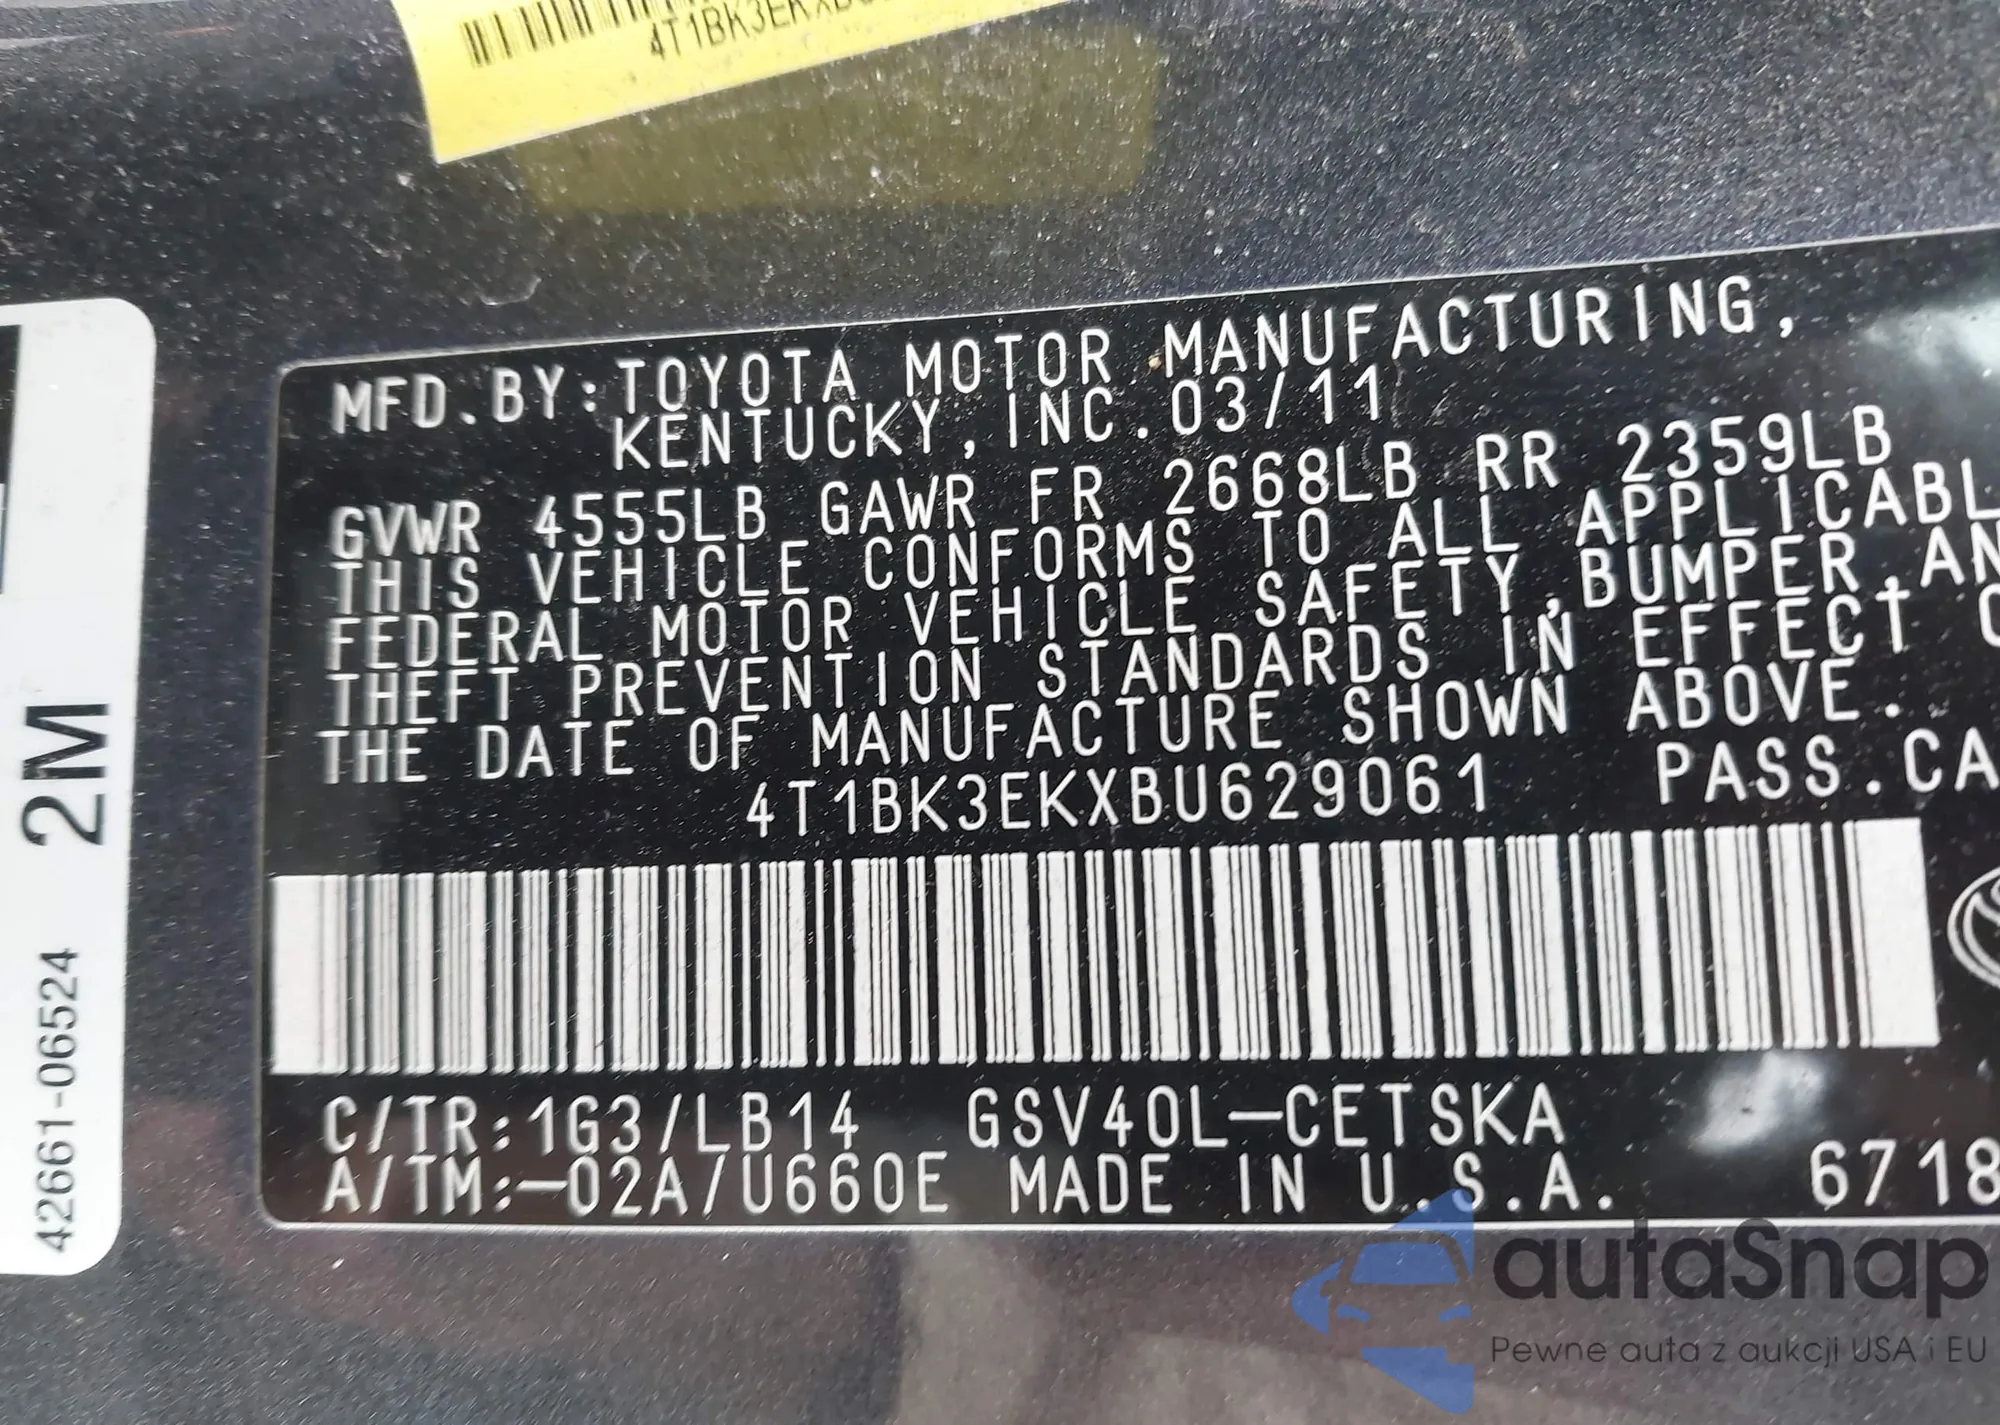 4T1BK3EKXBU
MFD.BY:TOYOTA MOTOR MANUFACTURING,
KENTUCKY,INC.03/11
GVWR 4555LB GAWR FR 2668LB RR 2359LB
THIS VEHICLE CONFORMS TO ALL APPLICABL
FEDERAL MOTOR VEHICLE SAFETY,BUMPER,AN
THEFT PREVENTION STANDARDS IN EFFECT O
THE DATE OF MANUFACTURE SHOWN ABOVE.
4T1BK3EKXBU629061 PASS.CA
C/TR:1G3/LB14 GSV40L-CETSKA
A/TM:-02A/U660E MADE IN U.S.A. 6718
2M
42661-06524
autaSnap
Pewne auta z aukcji USA i EU